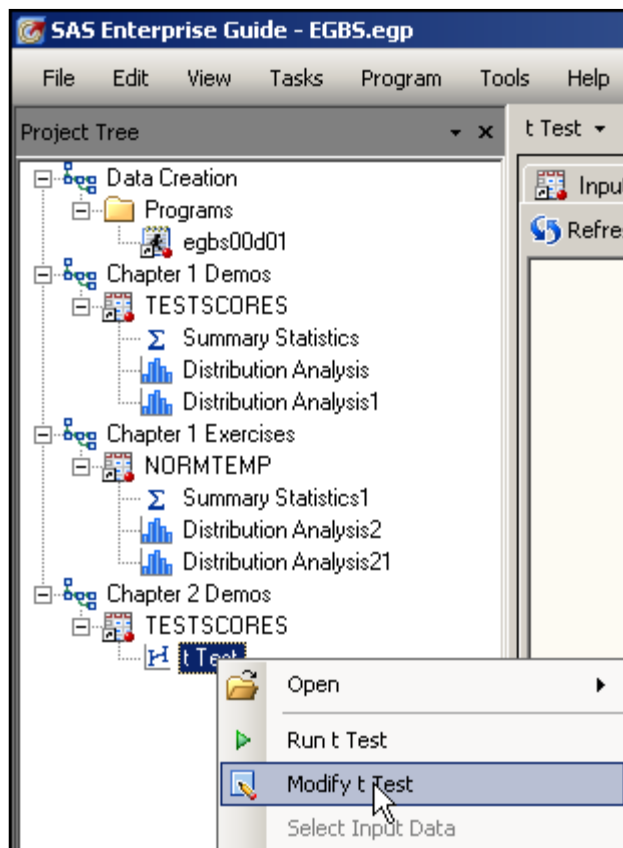 SAS Enterprise Guide - EGBS.egp
File Edit View Tasks Program Tools Help
Project Tree
t Test
Data Creation
Inpu
Programs
Refre
egbs00d01
Chapter 1 Demos
TESTSCORES
Summary Statistics
Distribution Analysis
Distribution Analysis1
Chapter 1 Exercises
NORMTEMP
Summary Statistics1
Distribution Analysis2
Distribution Analysis21
Chapter 2 Demos
TESTSCORES
t Test
Open
Run t Test
Modify t Test
Select Input Data